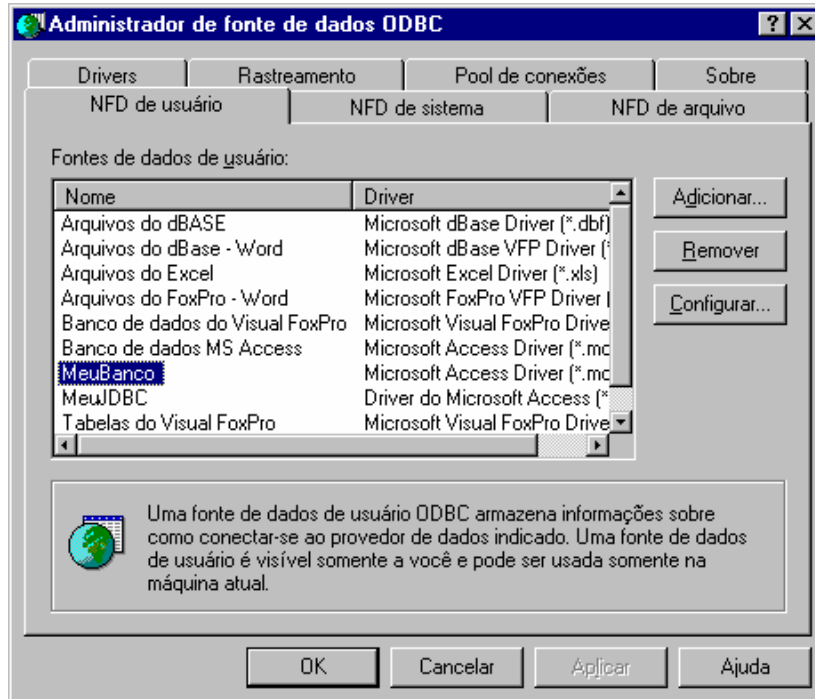 Administrador de fonte de dados ODBC
Drivers Rastreamento Pool de conexões Sobre
NFD de usuário NFD de sistema NFD de arquivo
Fontes de dados de usuário:
Nome Driver
Arquivos do dBASE Microsoft dBase Driver (*.dbf)
Arquivos do dBase - Word Microsoft dBase VFP Driver (*
Arquivos do Excel Microsoft Excel Driver (*.xls)
Arquivos do FoxPro - Word Microsoft FoxPro VFP Driver (
Banco de dados do Visual FoxPro Microsoft Visual FoxPro Drive
Banco de dados MS Access Microsoft Access Driver (*.mc
MeuBanco Microsoft Access Driver (*.mc
MeuJDBC Driver do Microsoft Access (*
Tabelas do Visual FoxPro Microsoft Visual FoxPro Drive
Adicionar...
Remover
Configurar...
Uma fonte de dados de usuário ODBC armazena informações sobre
como conectar-se ao provedor de dados indicado. Uma fonte de dados
de usuário é visível somente a você e pode ser usada somente na
máquina atual.
OK Cancelar Aplicar Ajuda